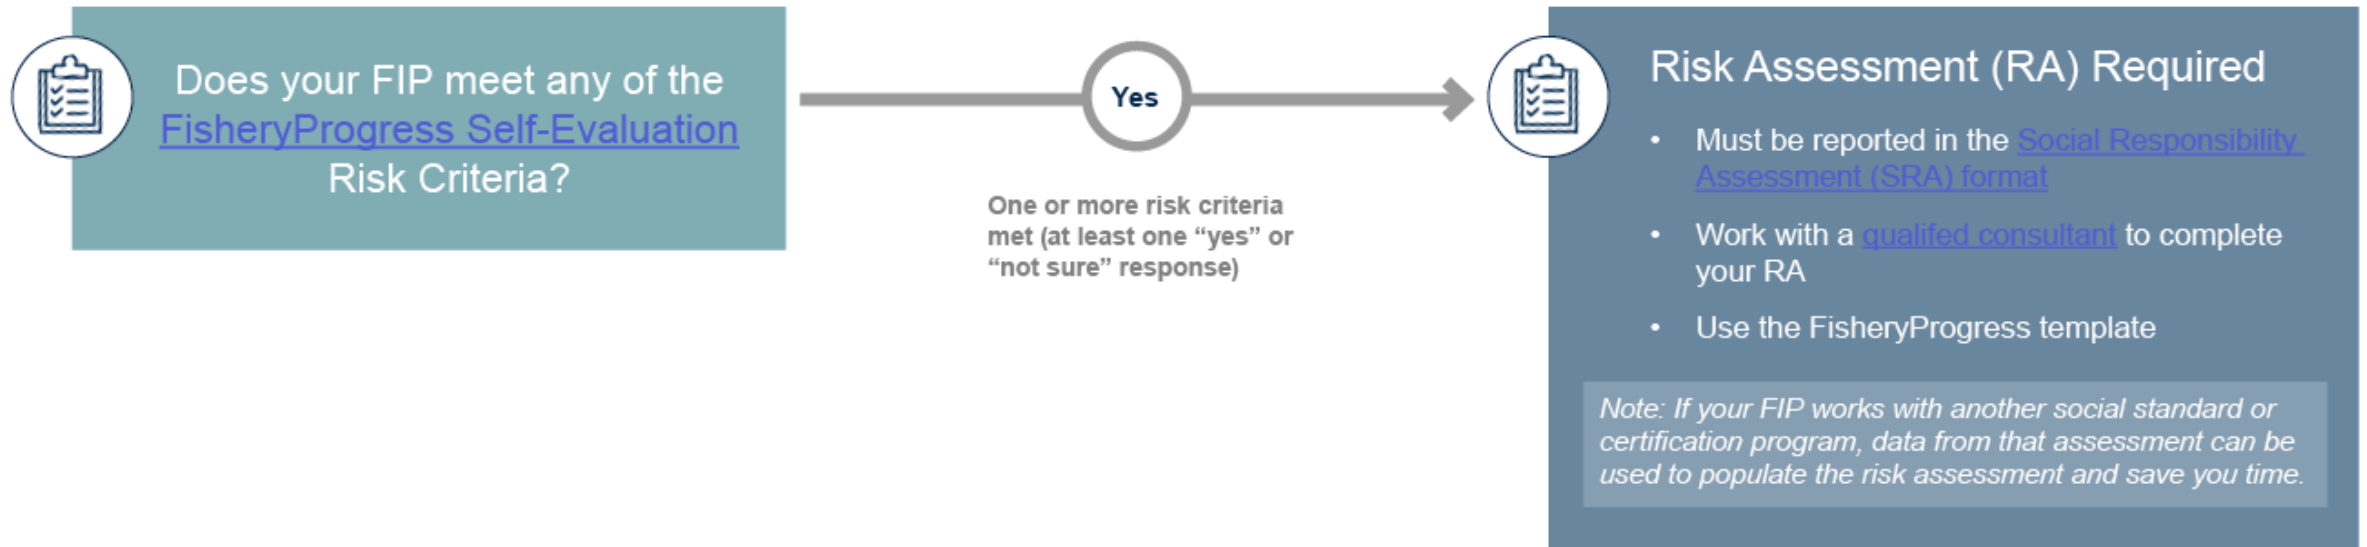 Does your FIP meet any of the
FisheryProgress Self-Evaluation
Risk Criteria?
Yes
One or more risk criteria
met (at least one “yes” or
“not sure” response)
Risk Assessment (RA) Required
• Must be reported in the Social Responsibility
Assessment (SRA) format
• Work with a qualifed consultant to complete
your RA
• Use the FisheryProgress template
Note: If your FIP works with another social standard or
certification program, data from that assessment can be
used to populate the risk assessment and save you time.